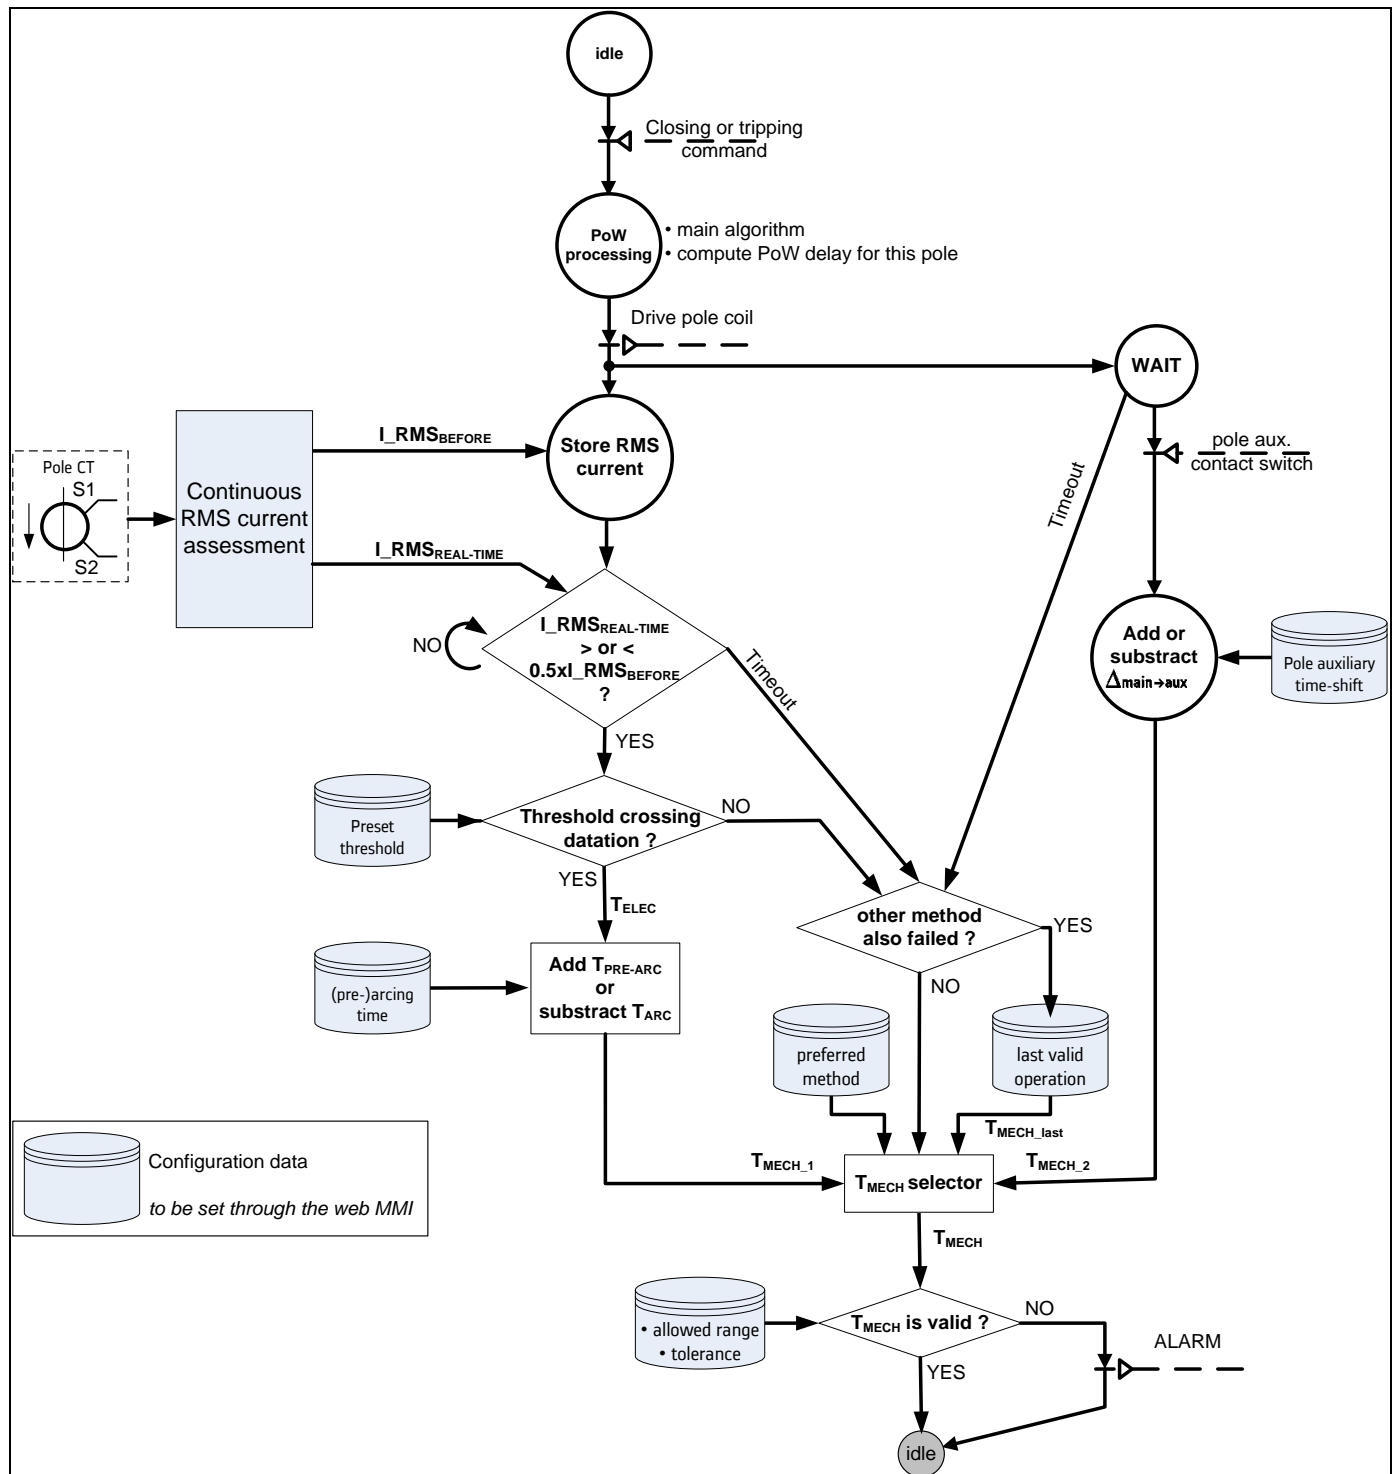 idle
Closing or tripping
command
PoW
processing
• main algorithm
• compute PoW delay for this pole
Drive pole coil
WAIT
I_RMSBEFORE
Store RMS
current
pole aux.
contact switch
Pole CT
S1
S2
Continuous
RMS current
assessment
Timeout
I_RMSREAL-TIME
NO
I_RMSREAL-TIME
> or <
0.5xI_RMSBEFORE
?
Timeout
Add or
substract
Δmain→aux
Pole auxiliary
time-shift
YES
Preset
threshold
Threshold crossing
datation ?
NO
YES
TELEC
other method
also failed ?
YES
NO
(pre-)arcing
time
Add TPRE-ARC
or
substract TARC
preferred
method
last valid
operation
TMECH_last
TMECH_1
TMECH_2
TMECH selector
Configuration data
to be set through the web MMI
TMECH
• allowed range
• tolerance
TMECH is valid ?
NO
YES
ALARM
idle